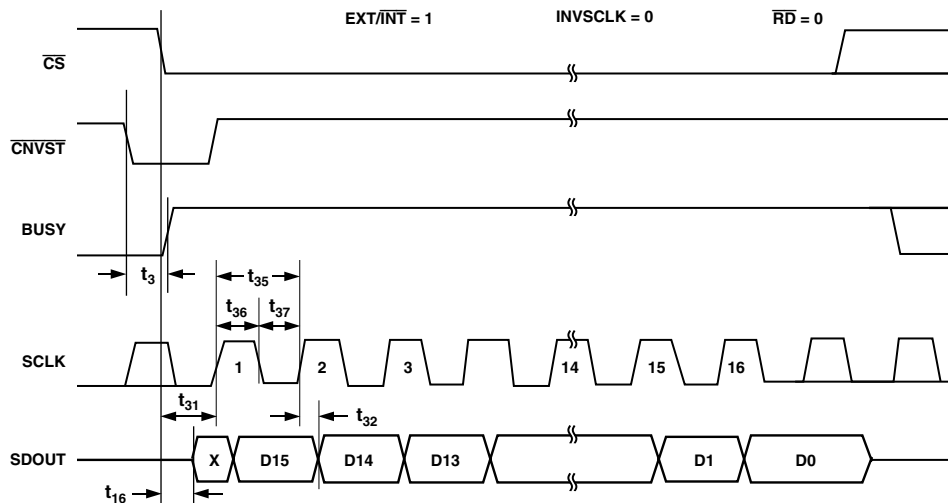 EXT/INT = 1 INVSCLK = 0 RD = 0
CS
CNVST
BUSY
t3
t35
t36 t37
SCLK
1 2 3 14 15 16
t31
t32
SDOUT
X D15 D14 D13 D1 D0
t16